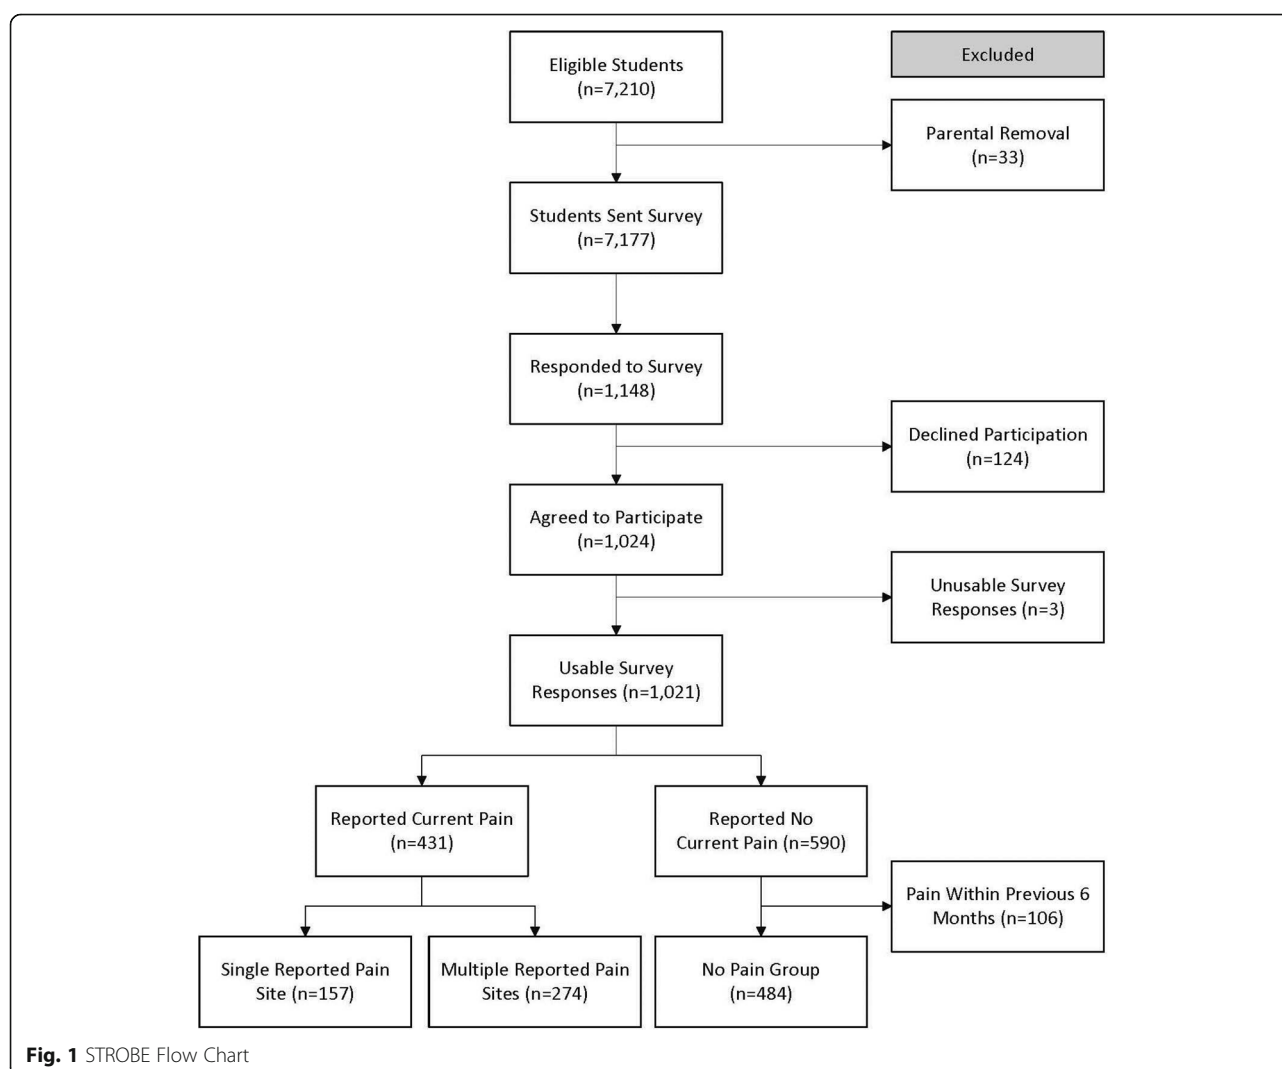 Eligible Students
(n=7,210)
Excluded
Parental Removal
(n=33)
Students Sent Survey
(n=7,177)
Responded to Survey
(n=1,148)
Declined Participation
(n=124)
Agreed to Participate
(n=1,024)
Unusable Survey
Responses (n=3)
Usable Survey
Responses (n=1,021)
Reported Current Pain
(n=431)
Reported No
Current Pain (n=590)
Pain Within Previous 6
Months (n=106)
Single Reported Pain
Site (n=157)
Multiple Reported Pain
Sites (n=274)
No Pain Group
(n=484)
Fig. 1 STROBE Flow Chart